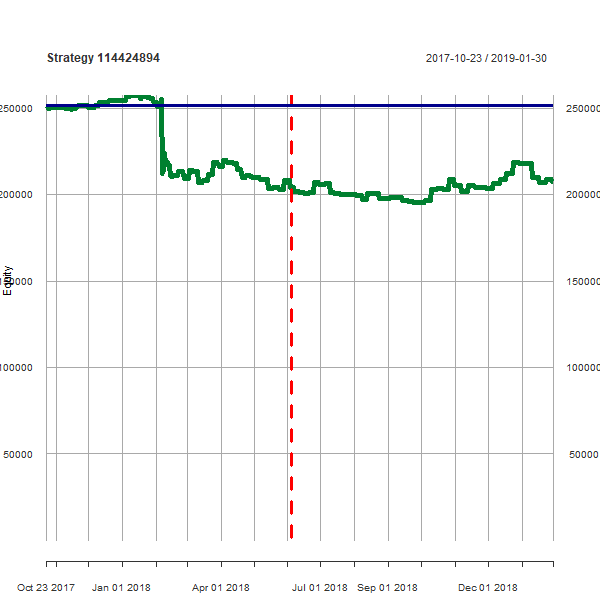 Strategy 114424894
2017-10-23 / 2019-01-30
250000 250000
200000 200000
Equity
150000 150000
100000 100000
50000 50000
Oct 23 2017 Jan 01 2018 Apr 01 2018 Jul 01 2018 Sep 01 2018 Dec 01 2018